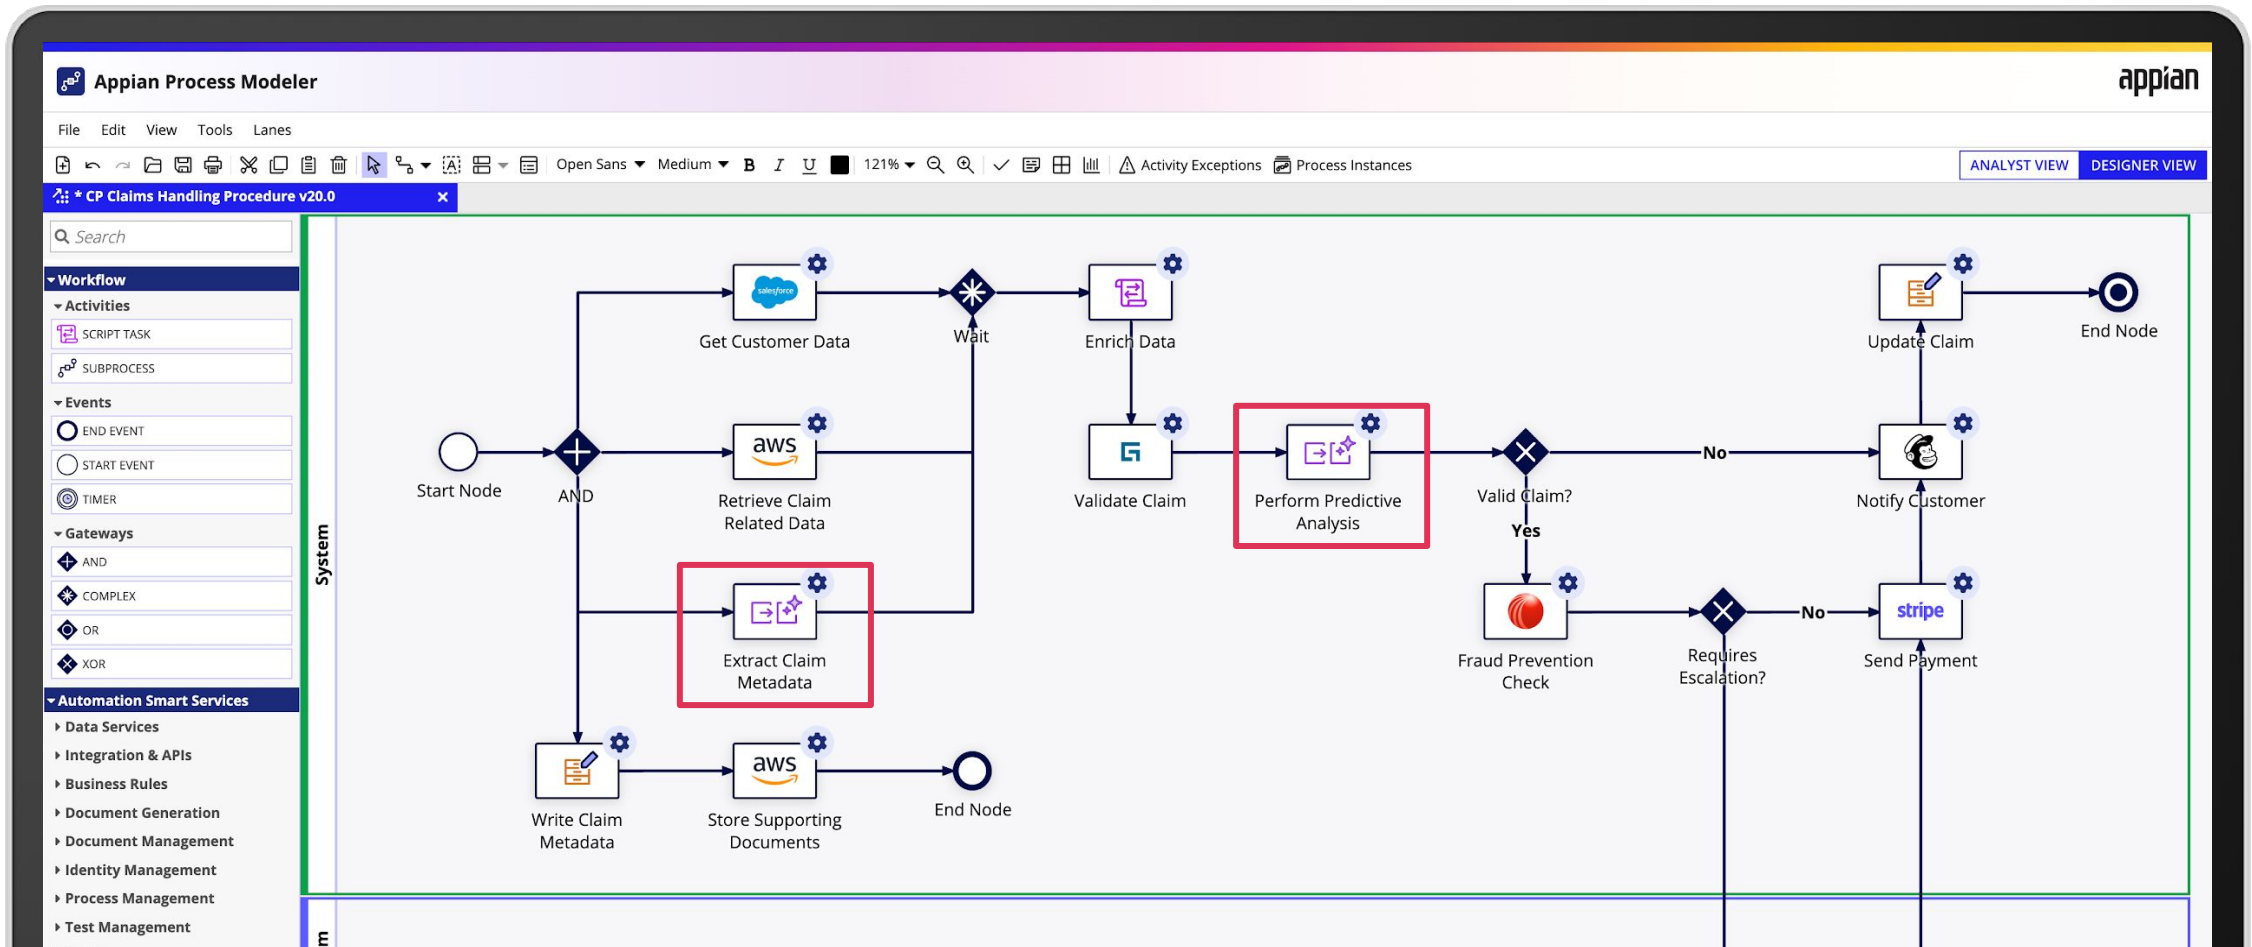 Appian Process Modeler
appian
File Edit View Tools Lanes
Open Sans Medium B I U 121% Activity Exceptions Process Instances ANALYST VIEW DESIGNER VIEW
* CP Claims Handling Procedure v20.0
Search
Workflow
Activities
SCRIPT TASK
SUBPROCESS
Events
END EVENT
START EVENT
TIMER
Gateways
AND
COMPLEX
OR
XOR
Automation Smart Services
Data Services
Integration & APIs
Business Rules
Document Generation
Document Management
Identity Management
Process Management
Test Management
System
Start Node
AND
salesforce
Get Customer Data
Wait
Enrich Data
aws
Retrieve Claim
Related Data
Extract Claim
Metadata
Write Claim
Metadata
aws
Store Supporting
Documents
End Node
Validate Claim
Perform Predictive
Analysis
Valid Claim?
No
Yes
Fraud Prevention
Check
Requires
Escalation?
No
stripe
Send Payment
Notify Customer
Update Claim
End Node